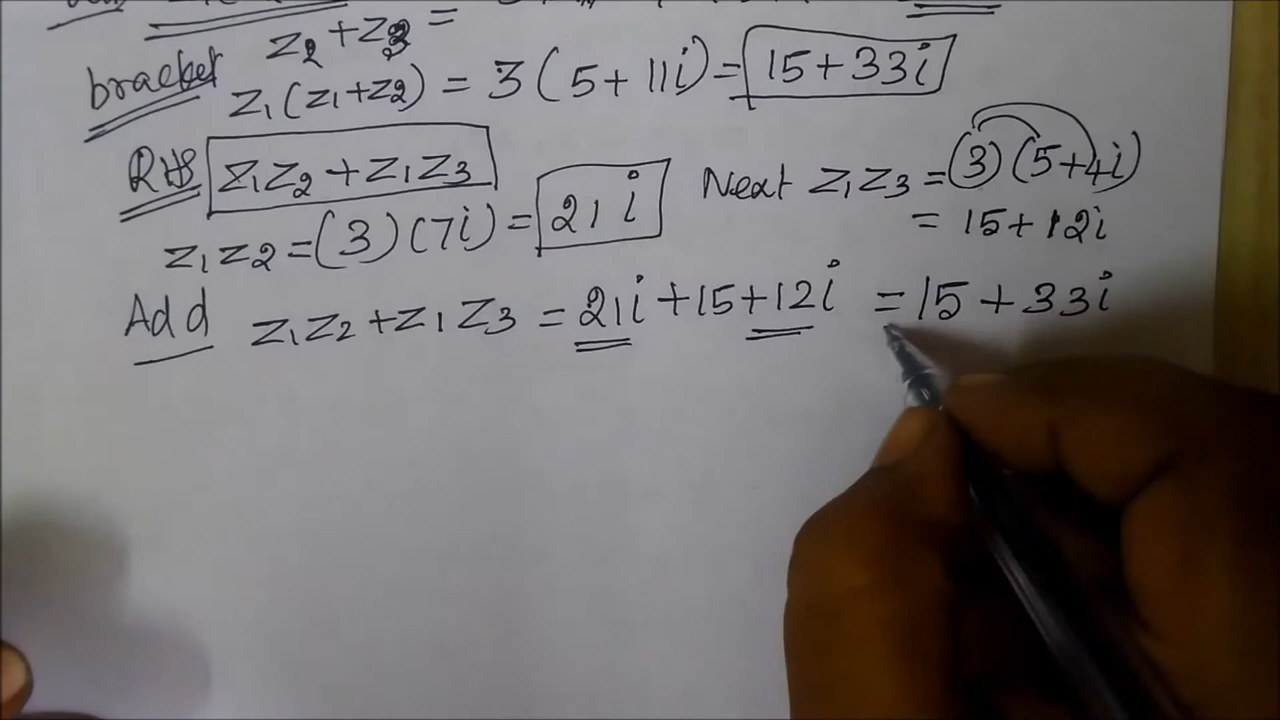 z₂ + z₃ =
bracket z₁(z₁+z₂) = 3(5+11i) = 15+33i
RHS z₁z₂ + z₁z₃
z₁z₂ = (3)(7i) = 21i
Next z₁z₃ = (3)(5+4i)
= 15+12i
Add z₁z₂ + z₁z₃ = 21i + 15 + 12i = 15 + 33i